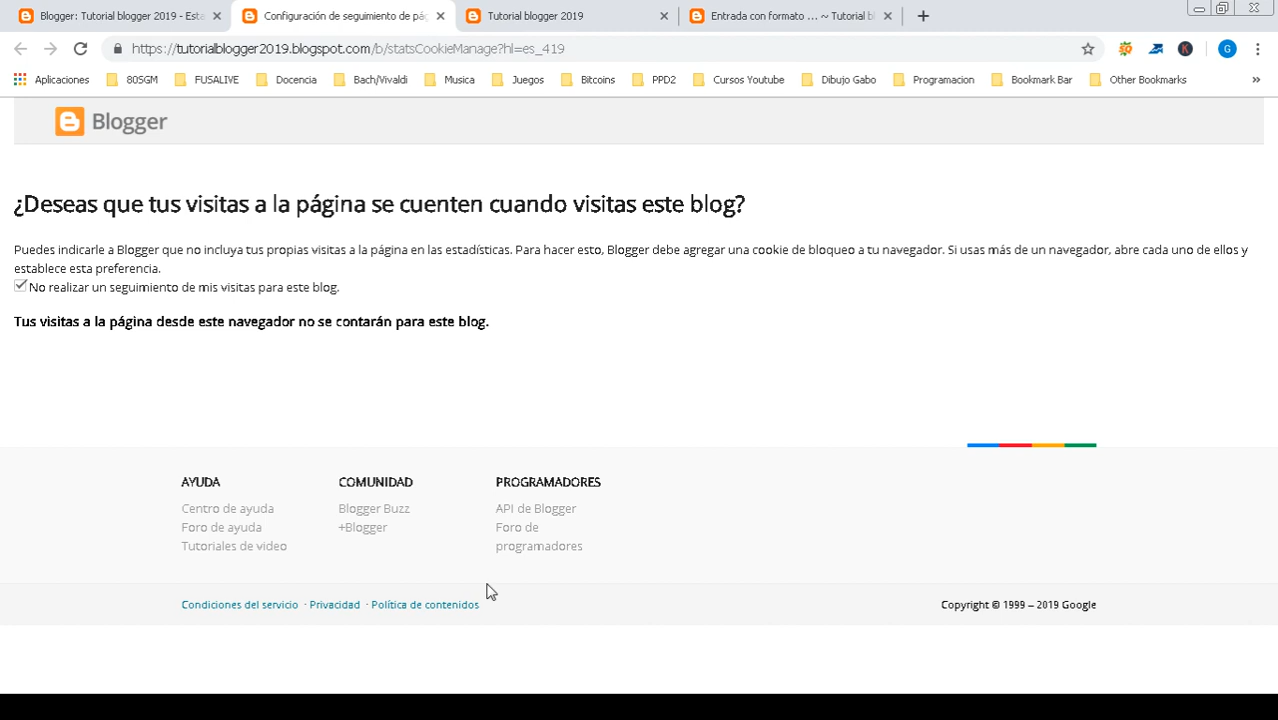 Blogger: Tutorial blogger 2019 - Esta
Configuración de seguimiento de pág
Tutorial blogger 2019
Entrada con formato ... ~ Tutorial bl
https://tutorialblogger2019.blogspot.com/b/statsCookieManage?hl=es_419
G
Aplicaciones
80SGM
FUSALIVE
Docencia
Bach/Vivaldi
Musica
Juegos
Bitcoins
PPD2
Cursos Youtube
Dibujo Gabo
Programacion
Bookmark Bar
Other Bookmarks
Blogger
¿Deseas que tus visitas a la página se cuenten cuando visitas este blog?
Puedes indicarle a Blogger que no incluya tus propias visitas a la página en las estadísticas. Para hacer esto, Blogger debe agregar una cookie de bloqueo a tu navegador. Si usas más de un navegador, abre cada uno de ellos y
establece esta preferencia.
No realizar un seguimiento de mis visitas para este blog.
Tus visitas a la página desde este navegador no se contarán para este blog.
AYUDA
Centro de ayuda
Foro de ayuda
Tutoriales de video
COMUNIDAD
Blogger Buzz
+Blogger
PROGRAMADORES
API de Blogger
Foro de
programadores
Condiciones del servicio · Privacidad · Política de contenidos
Copyright © 1999 – 2019 Google